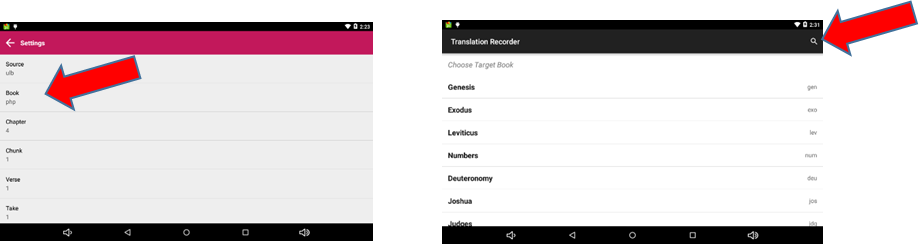 2:23
Settings
Source
ulb
Book
php
Chapter
4
Chunk
1
Verse
1
Take
1
2:31
Translation Recorder
Choose Target Book
Genesis gen
Exodus exo
Leviticus lev
Numbers num
Deuteronomy deu
Joshua jos
Judges jdg